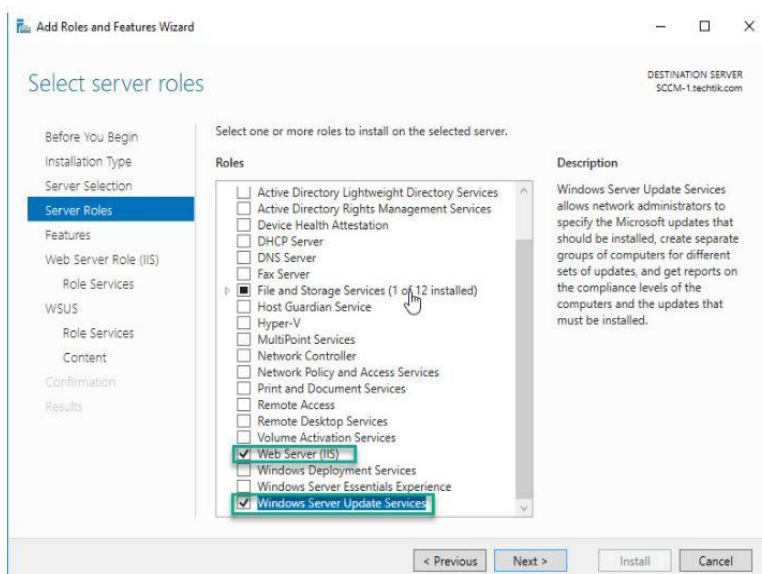 Add Roles and Features Wizard
Select server roles
DESTINATION SERVER
SCCM-1.techtik.com
Before You Begin
Installation Type
Server Selection
Server Roles
Features
Web Server Role (IIS)
Role Services
WSUS
Role Services
Content
Confirmation
Results
Select one or more roles to install on the selected server.
Roles
Active Directory Lightweight Directory Services
Active Directory Rights Management Services
Device Health Attestation
DHCP Server
DNS Server
Fax Server
File and Storage Services (1 of 12 installed)
Host Guardian Service
Hyper-V
MultiPoint Services
Network Controller
Network Policy and Access Services
Print and Document Services
Remote Access
Remote Desktop Services
Volume Activation Services
Web Server (IIS)
Windows Deployment Services
Windows Server Essentials Experience
Windows Server Update Services
Description
Windows Server Update Services
allows network administrators to
specify the Microsoft updates that
should be installed, create separate
groups of computers for different
sets of updates, and get reports on
the compliance levels of the
computers and the updates that
must be installed.
< Previous
Next >
Install
Cancel